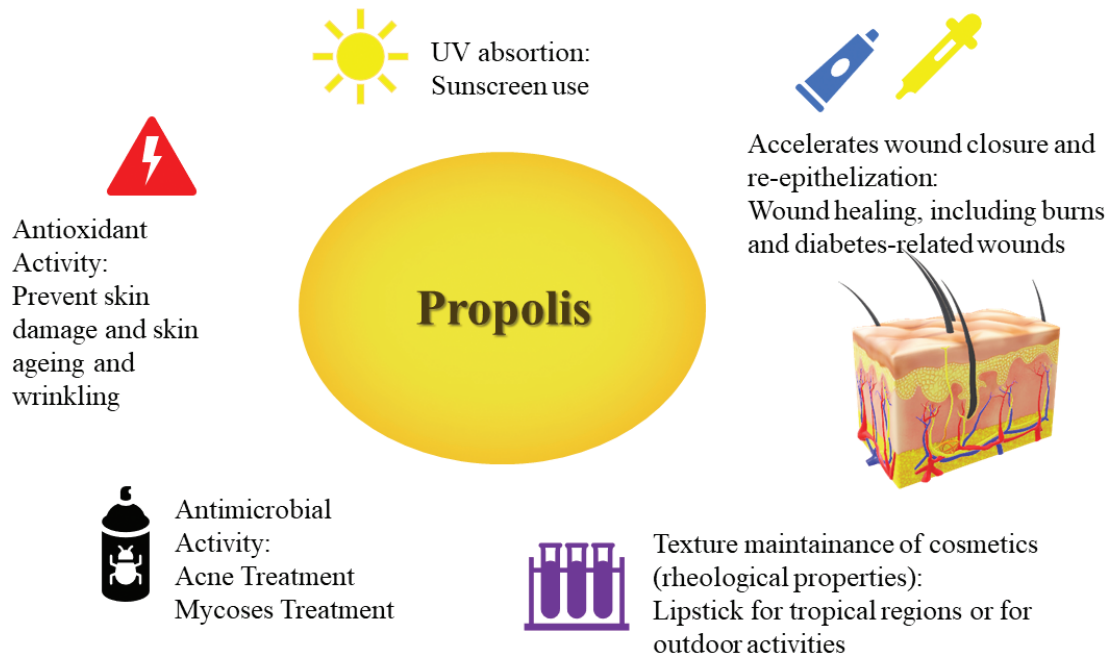 UV absortion:
Sunscreen use
Accelerates wound closure and
re-epithelization:
Wound healing, including burns
and diabetes-related wounds
Antioxidant
Activity:
Prevent skin
damage and skin
ageing and
wrinkling
Propolis
Antimicrobial
Activity:
Acne Treatment
Mycoses Treatment
Texture maintainance of cosmetics
(rheological properties):
Lipstick for tropical regions or for
outdoor activities